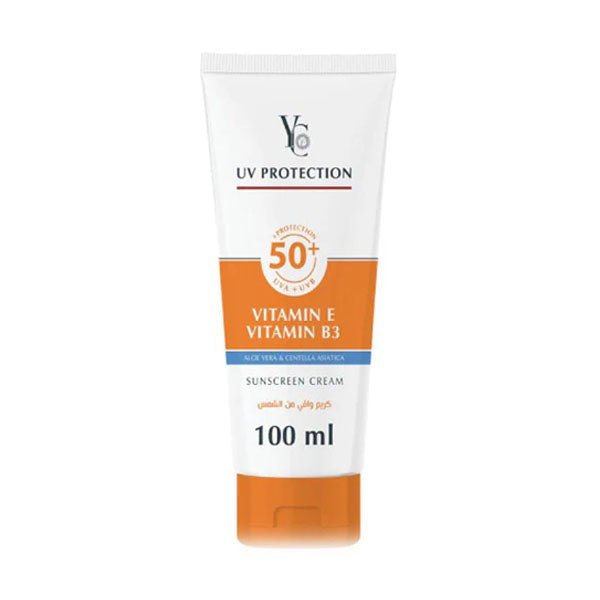 YC
UV PROTECTION
+PROTECTION
50+
UVA + UVB
VITAMIN E
VITAMIN B3
ALOE VERA & CENTELLA ASIATICA
SUNSCREEN CREAM
كريم واقي من الشمس
100 ml